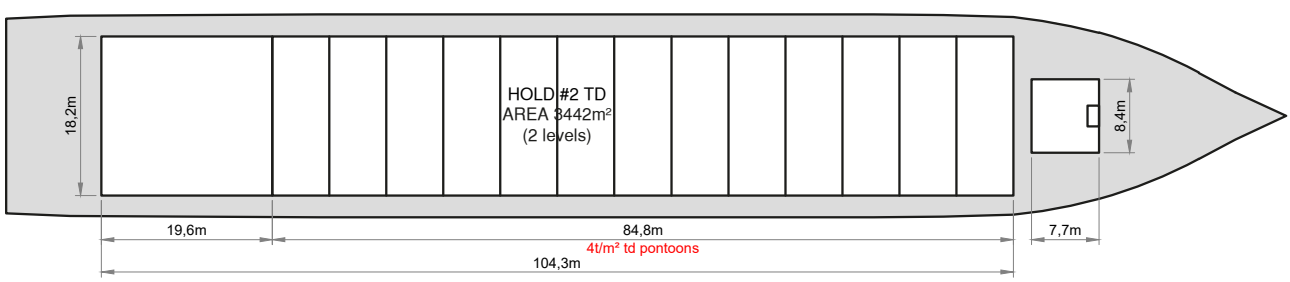 HOLD #2 TD
AREA 3442m²
(2 levels)
18,2m
8,4m
19,6m
84,8m
7,7m
4t/m² td pontoons
104,3m